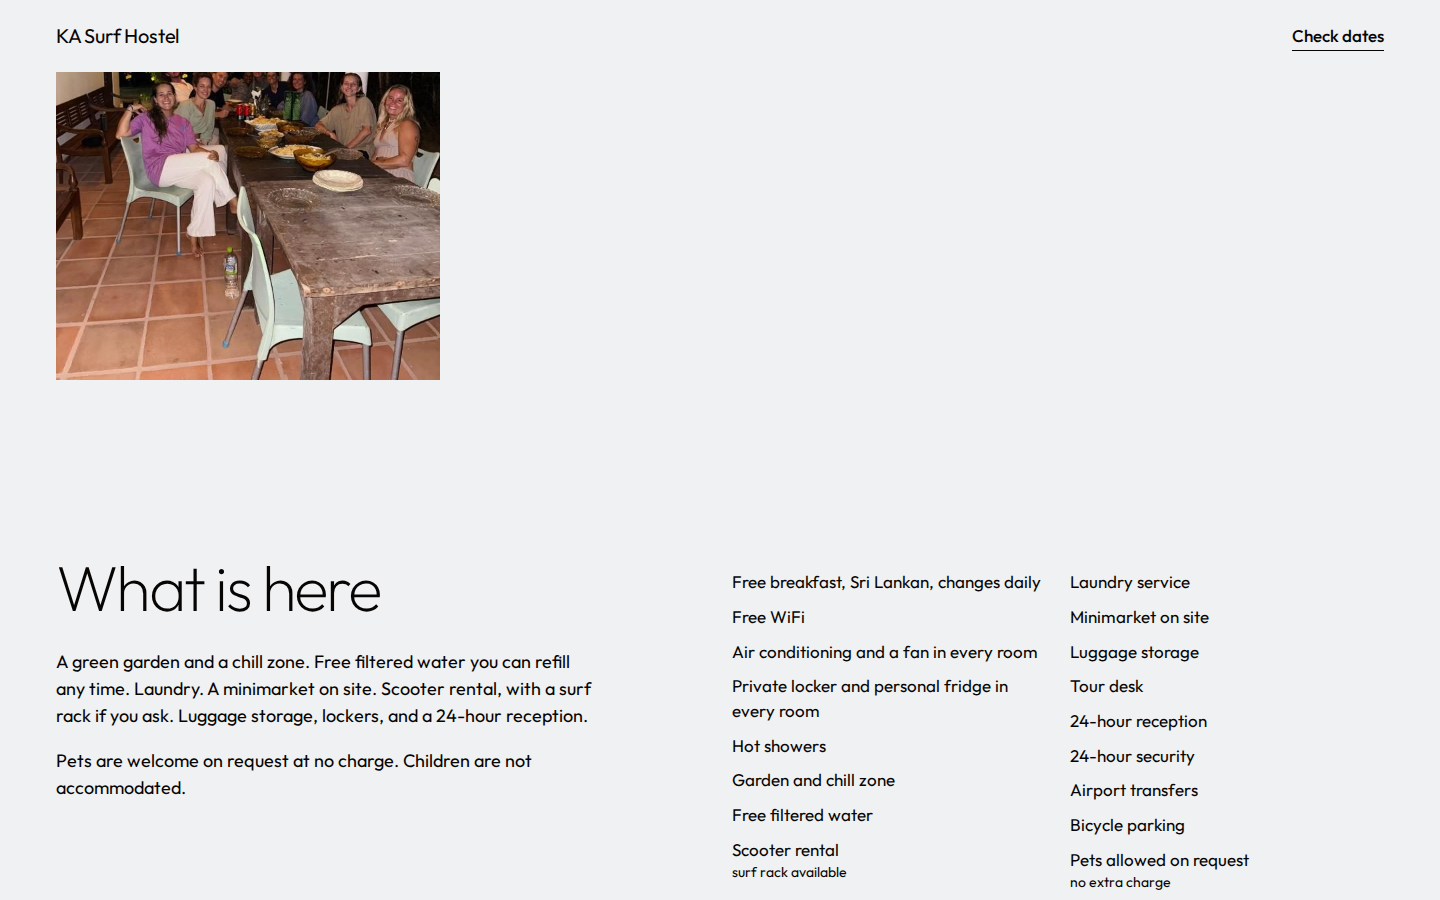 KA Surf Hostel
Check dates
What is here
A green garden and a chill zone. Free filtered water you can refill
any time. Laundry. A minimarket on site. Scooter rental, with a surf
rack if you ask. Luggage storage, lockers, and a 24-hour reception.
Pets are welcome on request at no charge. Children are not
accommodated.
Free breakfast, Sri Lankan, changes daily
Free WiFi
Air conditioning and a fan in every room
Private locker and personal fridge in
every room
Hot showers
Garden and chill zone
Free filtered water
Scooter rental
surf rack available
Laundry service
Minimarket on site
Luggage storage
Tour desk
24-hour reception
24-hour security
Airport transfers
Bicycle parking
Pets allowed on request
no extra charge